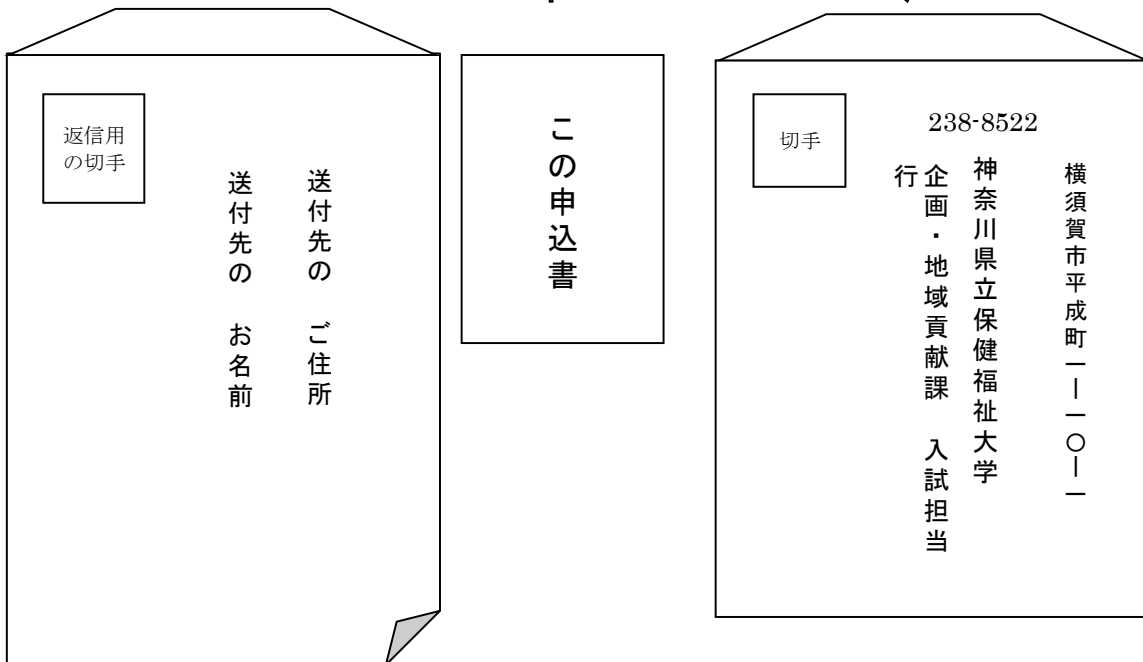 返信用
の切手
送付先の　ご住所
送付先の　お名前
この申込書
切手
238-8522
横須賀市平成町一ー一〇ー一
神奈川県立保健福祉大学
企画・地域貢献課　入試担当
行